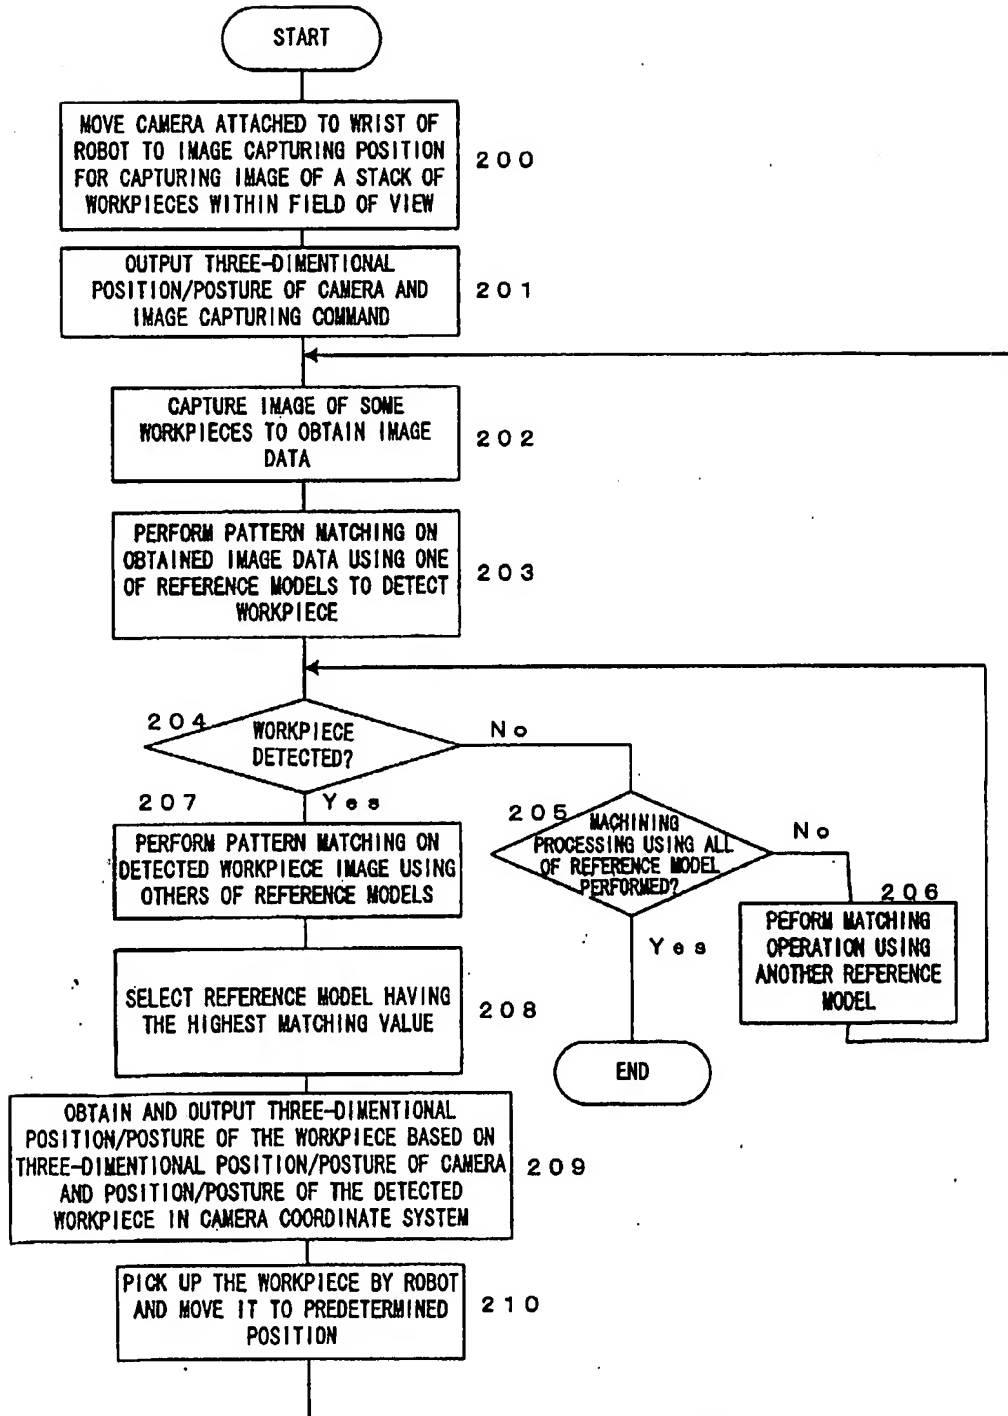 START
MOVE CAMERA ATTACHED TO WRIST OF
ROBOT TO IMAGE CAPTURING POSITION
FOR CAPTURING IMAGE OF A STACK OF
WORKPIECES WITHIN FIELD OF VIEW
200
OUTPUT THREE-DIMENTIONAL
POSITION/POSTURE OF CAMERA AND
IMAGE CAPTURING COMMAND
201
CAPTURE IMAGE OF SOME
WORKPIECES TO OBTAIN IMAGE
DATA
202
PERFORM PATTERN MATCHING ON
OBTAINED IMAGE DATA USING ONE
OF REFERENCE MODELS TO DETECT
WORKPIECE
203
204
WORKPIECE
DETECTED?
No
Yes
205
MACHINING
PROCESSING USING ALL
OF REFERENCE MODEL
PERFORMED?
No
Yes
206
PEFORM MATCHING
OPERATION USING
ANOTHER REFERENCE
MODEL
END
207
PERFORM PATTERN MATCHING ON
DETECTED WORKPIECE IMAGE USING
OTHERS OF REFERENCE MODELS
SELECT REFERENCE MODEL HAVING
THE HIGHEST MATCHING VALUE
208
OBTAIN AND OUTPUT THREE-DIMENTIONAL
POSITION/POSTURE OF THE WORKPIECE BASED ON
THREE-DIMENTIONAL POSITION/POSTURE OF CAMERA
AND POSITION/POSTURE OF THE DETECTED
WORKPIECE IN CAMERA COORDINATE SYSTEM
209
PICK UP THE WORKPIECE BY ROBOT
AND MOVE IT TO PREDETERMINED
POSITION
210